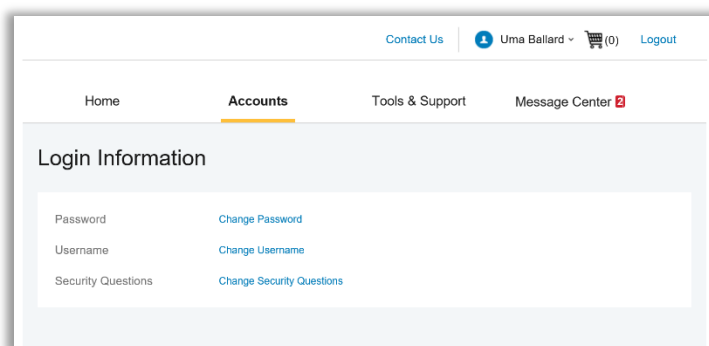 Contact Us Uma Ballard (0) Logout
Home Accounts Tools & Support Message Center 2
Login Information
Password Change Password
Username Change Username
Security Questions Change Security Questions